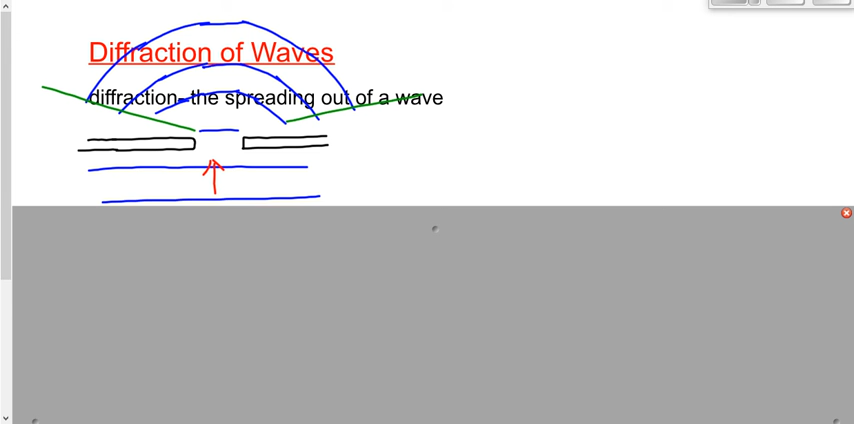 Diffraction of Waves
diffraction- the spreading out of a wave